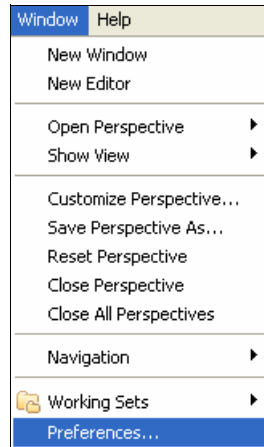 Window Help
New Window
New Editor
Open Perspective
Show View
Customize Perspective...
Save Perspective As...
Reset Perspective
Close Perspective
Close All Perspectives
Navigation
Working Sets
Preferences...